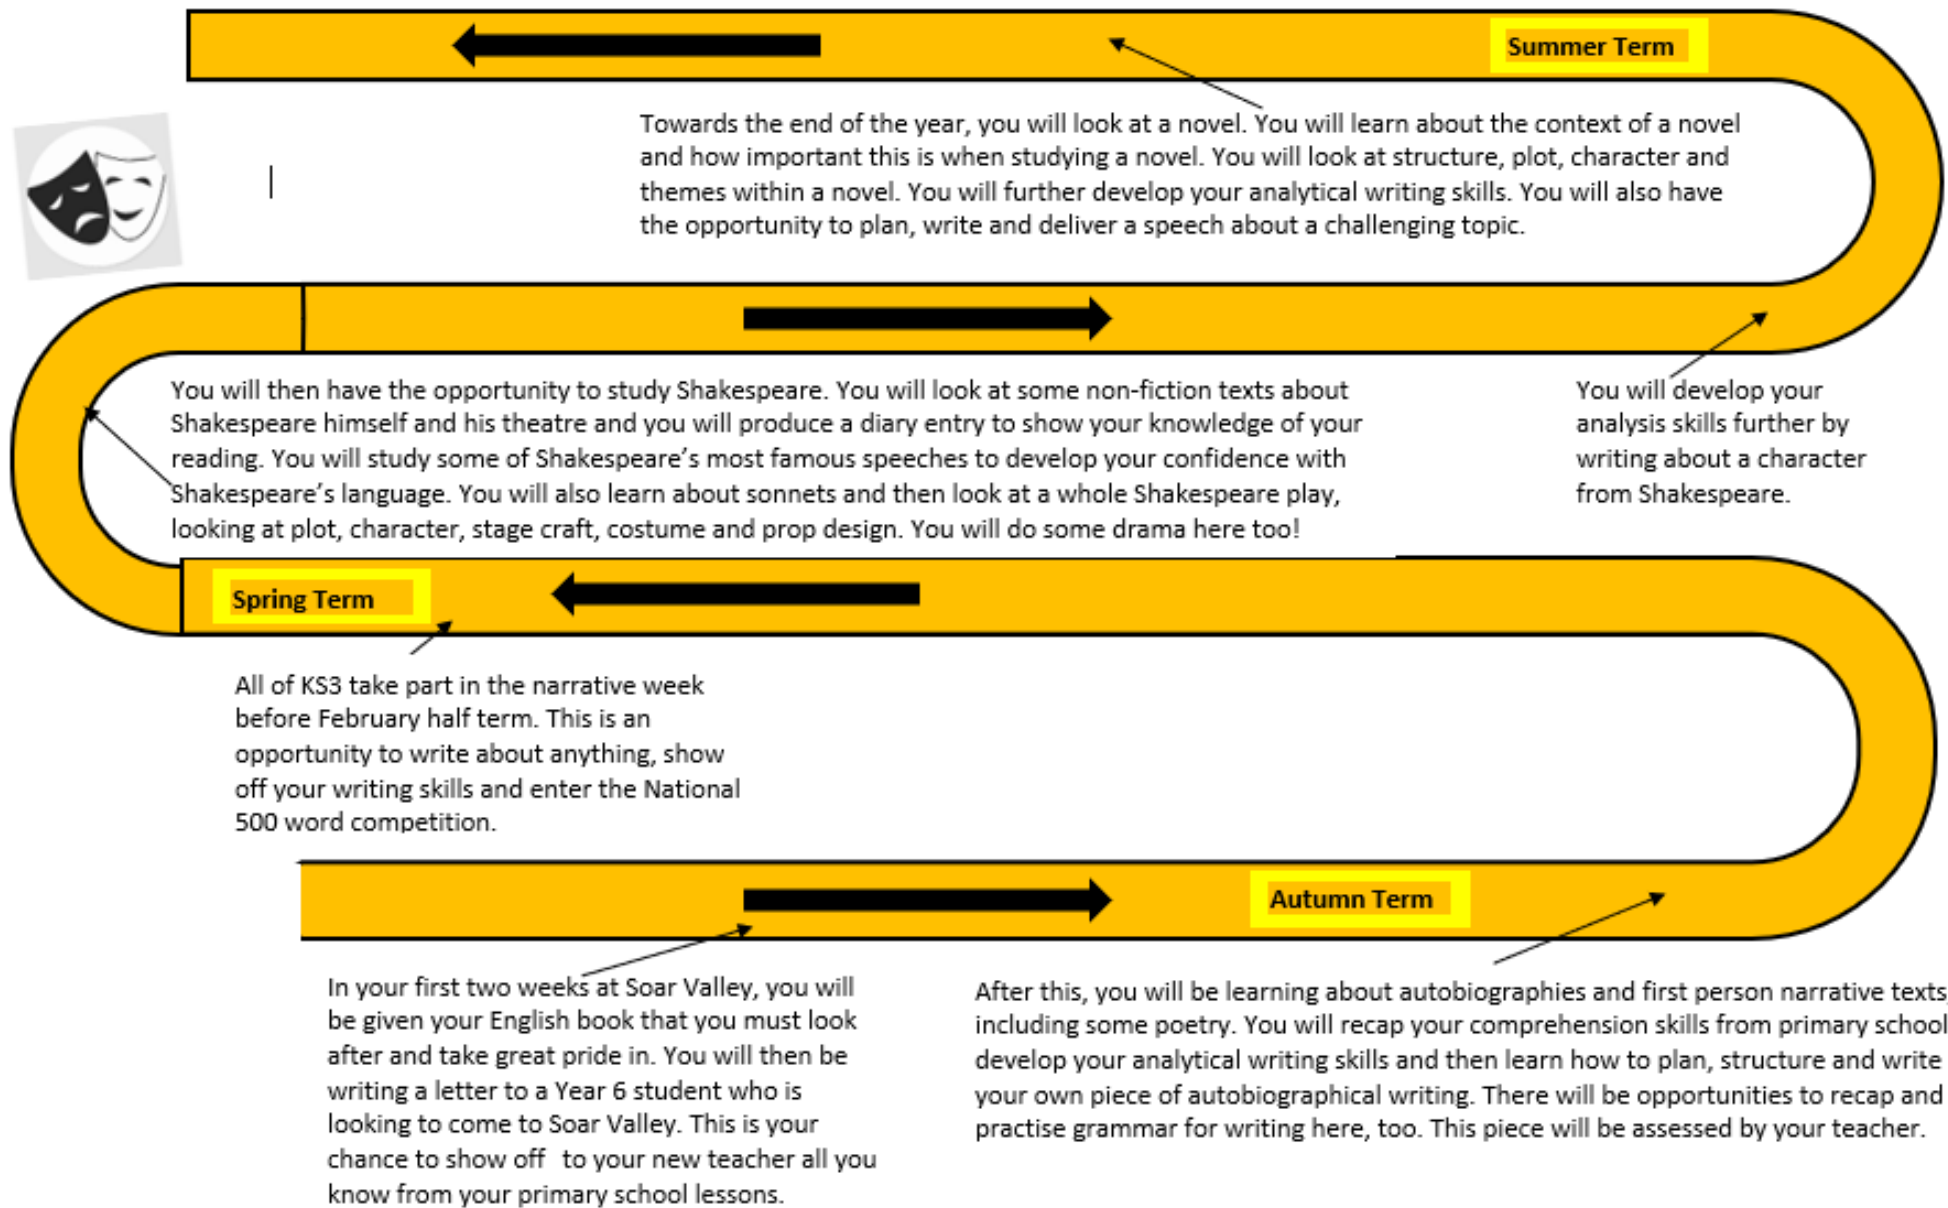 Summer Term
Towards the end of the year, you will look at a novel. You will learn about the context of a novel
and how important this is when studying a novel. You will look at structure, plot, character and
themes within a novel. You will further develop your analytical writing skills. You will also have
the opportunity to plan, write and deliver a speech about a challenging topic.
You will then have the opportunity to study Shakespeare. You will look at some non-fiction texts about
Shakespeare himself and his theatre and you will produce a diary entry to show your knowledge of your
reading. You will study some of Shakespeare's most famous speeches to develop your confidence with
Shakespeare's language. You will also learn about sonnets and then look at a whole Shakespeare play,
looking at plot, character, stage craft, costume and prop design. You will do some drama here too!
You will develop your
analysis skills further by
writing about a character
from Shakespeare.
Spring Term
All of KS3 take part in the narrative week
before February half term. This is an
opportunity to write about anything, show
off your writing skills and enter the National
500 word competition.
Autumn Term
In your first two weeks at Soar Valley, you will
be given your English book that you must look
after and take great pride in. You will then be
writing a letter to a Year 6 student who is
looking to come to Soar Valley. This is your
chance to show off to your new teacher all you
know from your primary school lessons.
After this, you will be learning about autobiographies and first person narrative texts,
including some poetry. You will recap your comprehension skills from primary school
develop your analytical writing skills and then learn how to plan, structure and write
your own piece of autobiographical writing. There will be opportunities to recap and
practise grammar for writing here, too. This piece will be assessed by your teacher.